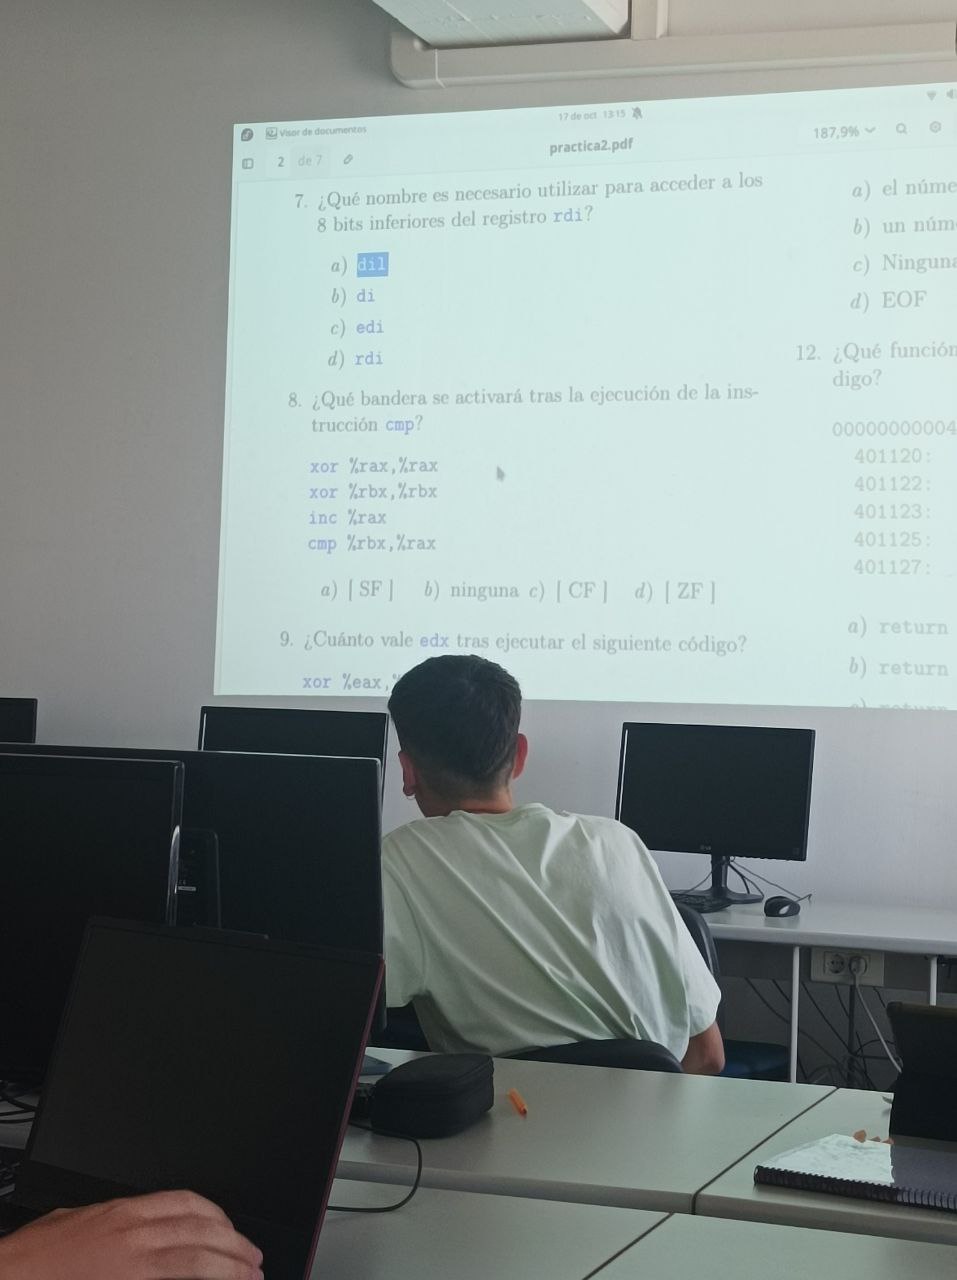 Visor de documentos
17 de oct 13:15
2 de 7
practica2.pdf
187,9%
7. ¿Qué nombre es necesario utilizar para acceder a los
8 bits inferiores del registro rdi?
a) dil
b) di
c) edi
d) rdi
8. ¿Qué bandera se activará tras la ejecución de la ins-
trucción cmp?
xor %rax,%rax
xor %rbx,%rbx
inc %rax
cmp %rbx,%rax
a) [ SF ] b) ninguna c) [ CF ] d) [ ZF ]
9. ¿Cuánto vale edx tras ejecutar el siguiente código?
xor %eax,
a) el núme
b) un núm
c) Ninguna
d) EOF
12. ¿Qué función
digo?
00000000004
401120:
401122:
401123:
401125:
401127:
a) return
b) return